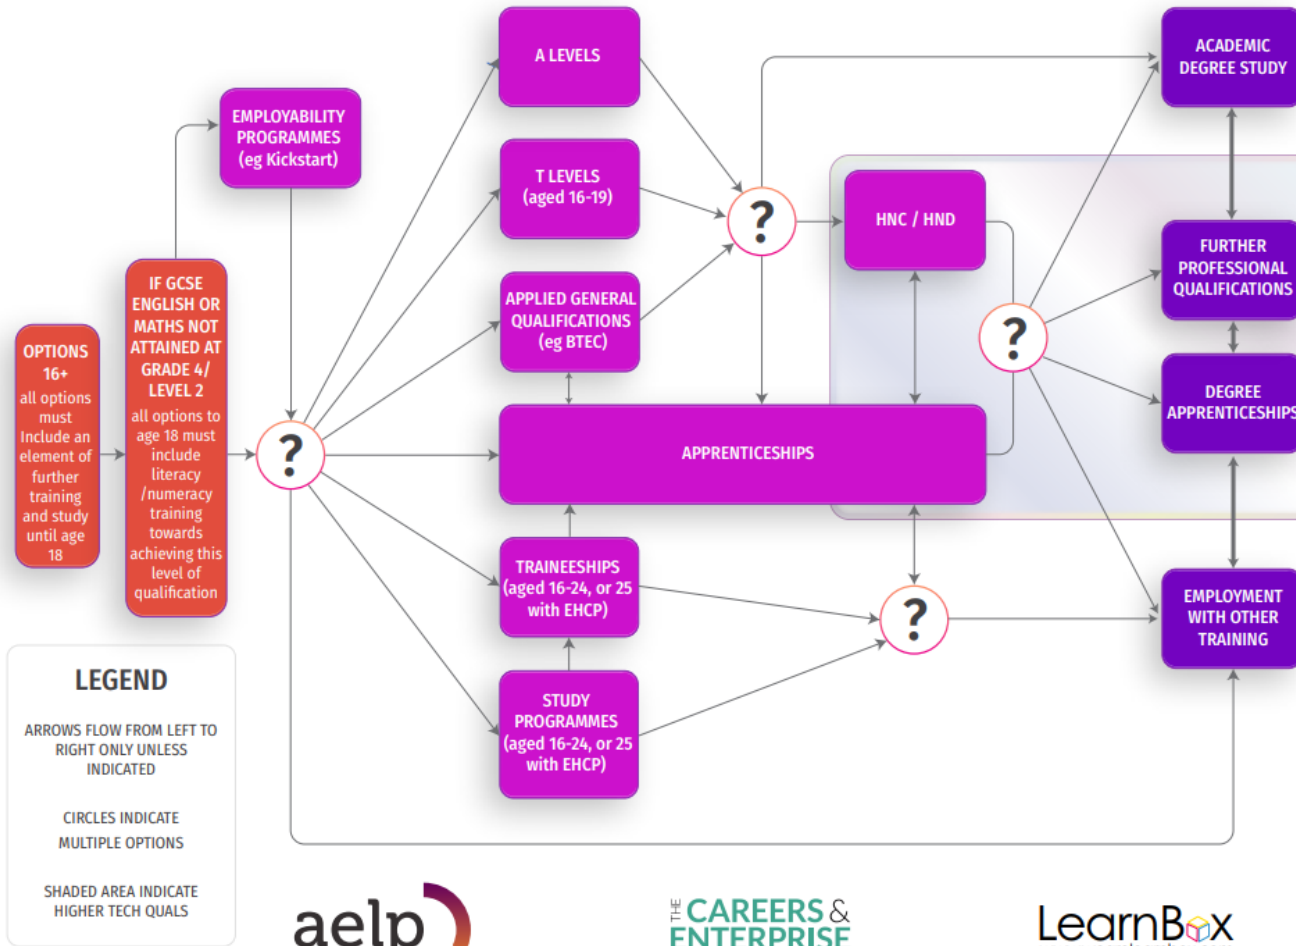 OPTIONS
16+
all options
must
Include an
element of
further
training
and study
until age
18
IF GCSE
ENGLISH OR
MATHS NOT
ATTAINED AT
GRADE 4/
LEVEL 2
all options to
age 18 must
include
literacy
/numeracy
training
towards
achieving this
level of
qualification
EMPLOYABILITY
PROGRAMMES
(eg Kickstart)
?
A LEVELS
T LEVELS
(aged 16-19)
APPLIED GENERAL
QUALIFICATIONS
(eg BTEC)
APPRENTICESHIPS
TRAINEESHIPS
(aged 16-24, or 25
with EHCP)
STUDY
PROGRAMMES
(aged 16-24, or 25
with EHCP)
?
HNC / HND
?
?
ACADEMIC
DEGREE STUDY
FURTHER
PROFESSIONAL
QUALIFICATIONS
DEGREE
APPRENTICESHIPS
EMPLOYMENT
WITH OTHER
TRAINING
LEGEND
ARROWS FLOW FROM LEFT TO
RIGHT ONLY UNLESS
INDICATED
CIRCLES INDICATE
MULTIPLE OPTIONS
SHADED AREA INDICATE
HIGHER TECH QUALS
aelp
THE CAREERS &
ENTERPRISE
LearnBox